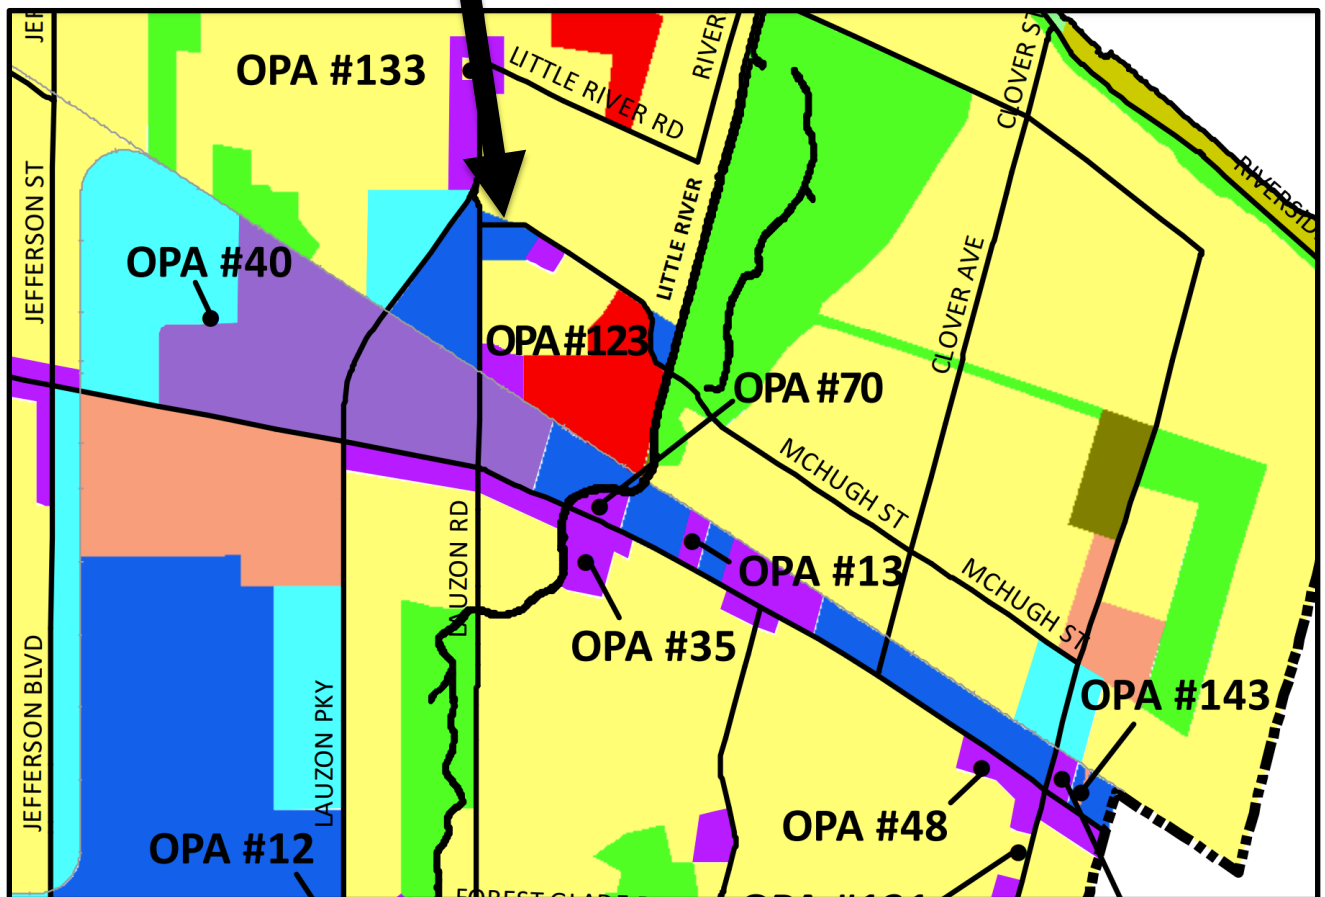 JEF
OPA #133
LITTLE RIVER RD
RIVER
CLOVER ST
RIVERSID
JEFFERSON ST
OPA #40
LITTLE RIVER
CLOVER AVE
OPA #123
OPA #70
MCHUGH ST
LAUZON RD
OPA #13
MCHUGH ST
OPA #35
JEFFERSON BLVD
LAUZON PKY
OPA #143
OPA #48
OPA #12